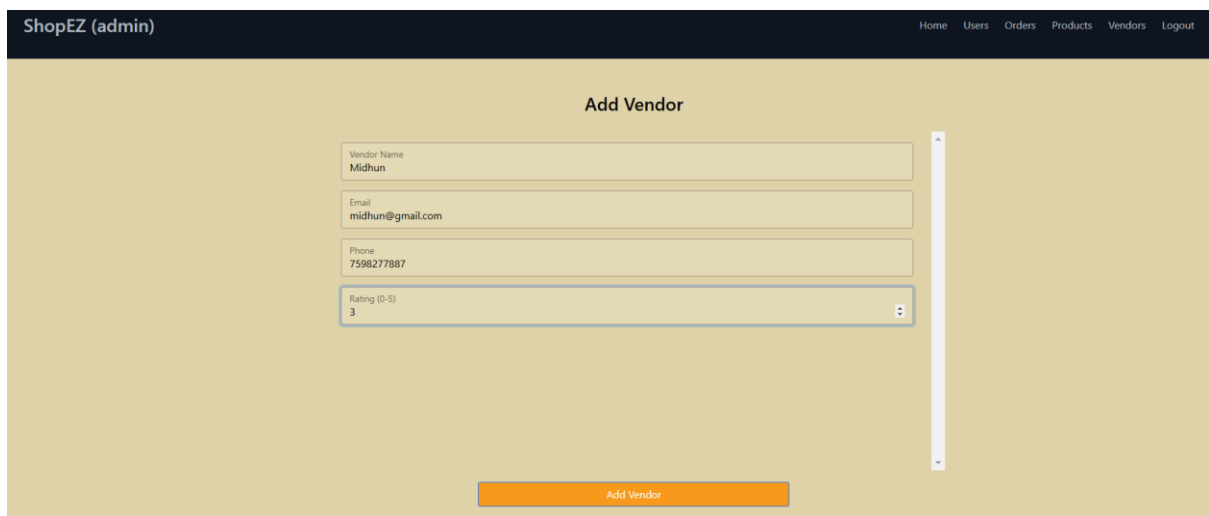 ShopEZ (admin)
Home Users Orders Products Vendors Logout
Add Vendor
Vendor Name
Midhun
Email
midhun@gmail.com
Phone
7598277887
Rating (0-5)
3
Add Vendor